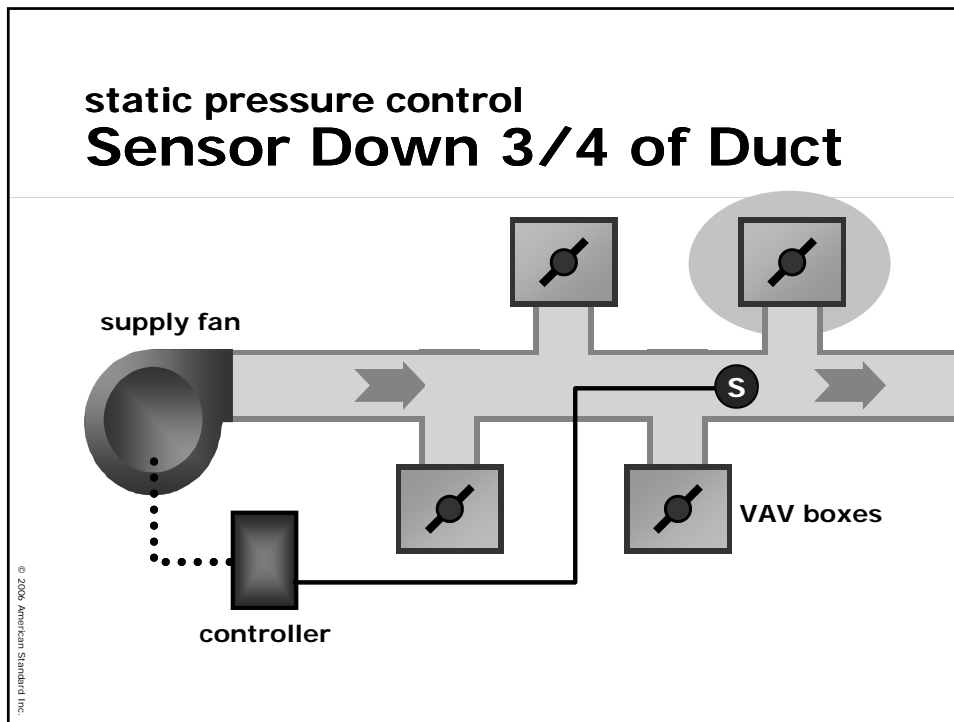 static pressure control
Sensor Down 3/4 of Duct
supply fan
S
VAV boxes
controller
© 2006 American Standard Inc.